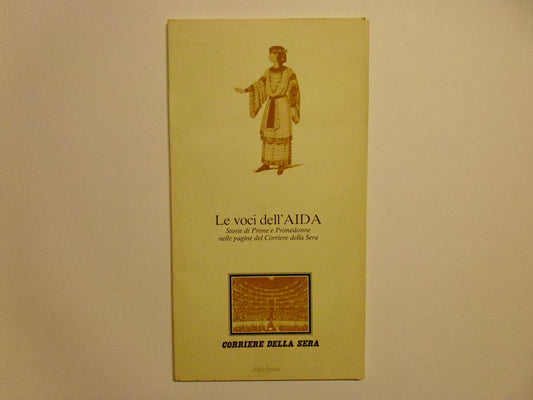 Le voci dell'AIDA
Storie di Prime e Primedonne
nelle pagine del Corriere della Sera
CORRIERE DELLA SERA